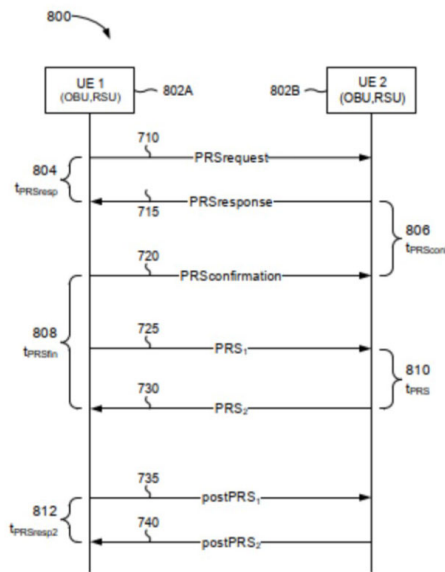 800
UE 1
(OBU,RSU)
802A
802B
UE 2
(OBU,RSU)
710
PRSrequest
804
tPRSresp
715
PRSresponse
806
tPRScon
720
PRSconfirmation
808
tPRSfin
725
PRS1
810
tPRS
730
PRS2
735
postPRS1
812
tPRSresp2
740
postPRS2